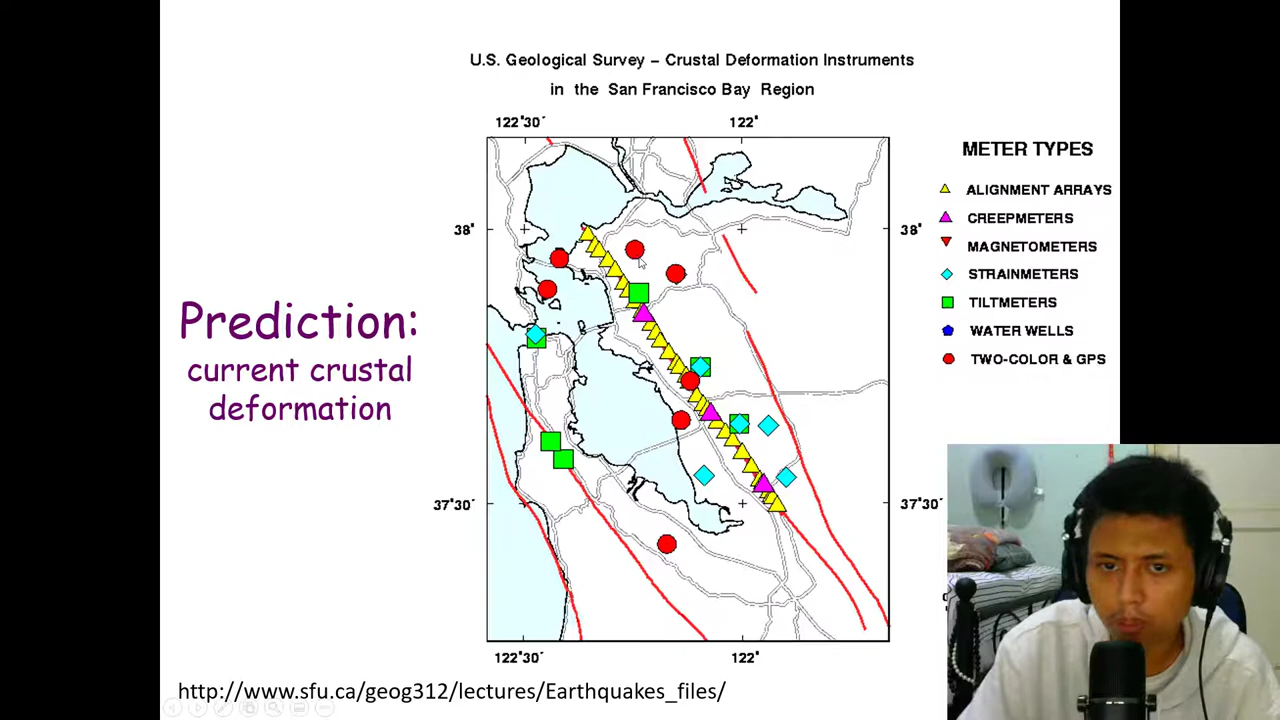 U.S. Geological Survey – Crustal Deformation Instruments
in the San Francisco Bay Region
122°30´
122°
METER TYPES
ALIGNMENT ARRAYS
CREEPMETERS
38°
38°
MAGNETOMETERS
STRAINMETERS
TILTMETERS
WATER WELLS
TWO-COLOR & GPS
Prediction:
current crustal
deformation
37°30´
37°30´
122°30´
122°
http://www.sfu.ca/geog312/lectures/Earthquakes_files/